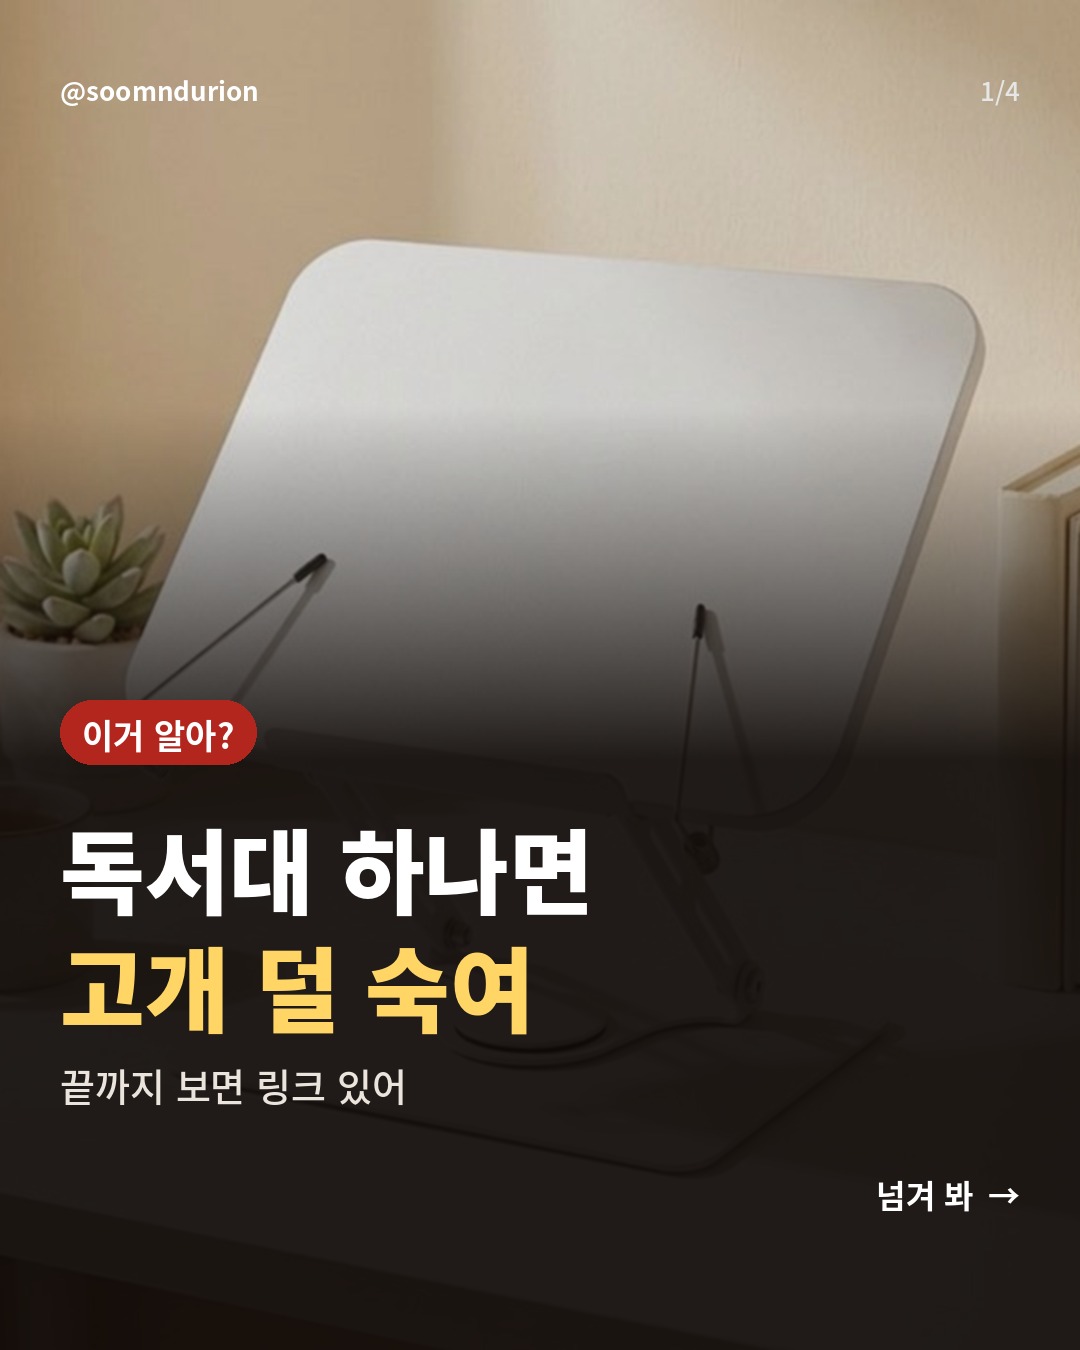 @soomndurion
1/4
이거 알아?
독서대 하나면
고개 덜 숙여
끝까지 보면 링크 있어
넘겨 봐 →